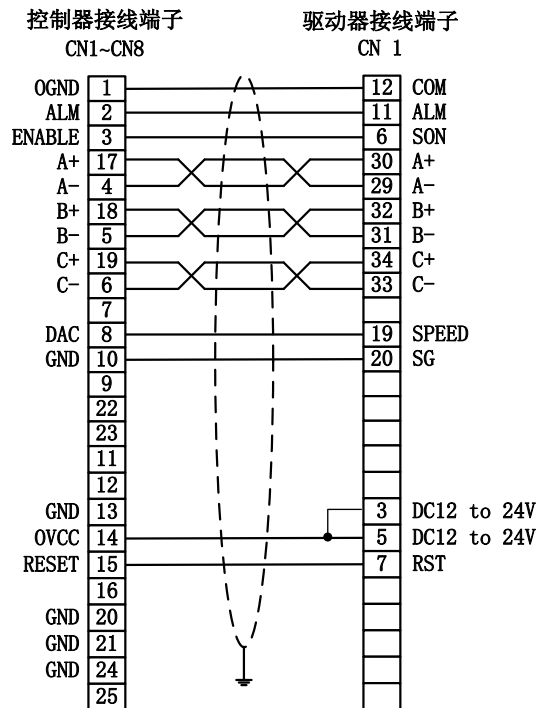 控制器接线端子 驱动器接线端子
CN1~CN8 CN 1
OGND 1 12 COM
ALM 2 11 ALM
ENABLE 3 6 SON
A+ 17 30 A+
A- 4 29 A-
B+ 18 32 B+
B- 5 31 B-
C+ 19 34 C+
C- 6 33 C-
7
DAC 8 19 SPEED
GND 10 20 SG
9
22
23
11
12
GND 13 3 DC12 to 24V
OVCC 14 5 DC12 to 24V
RESET 15 7 RST
16
GND 20
GND 21
GND 24
25